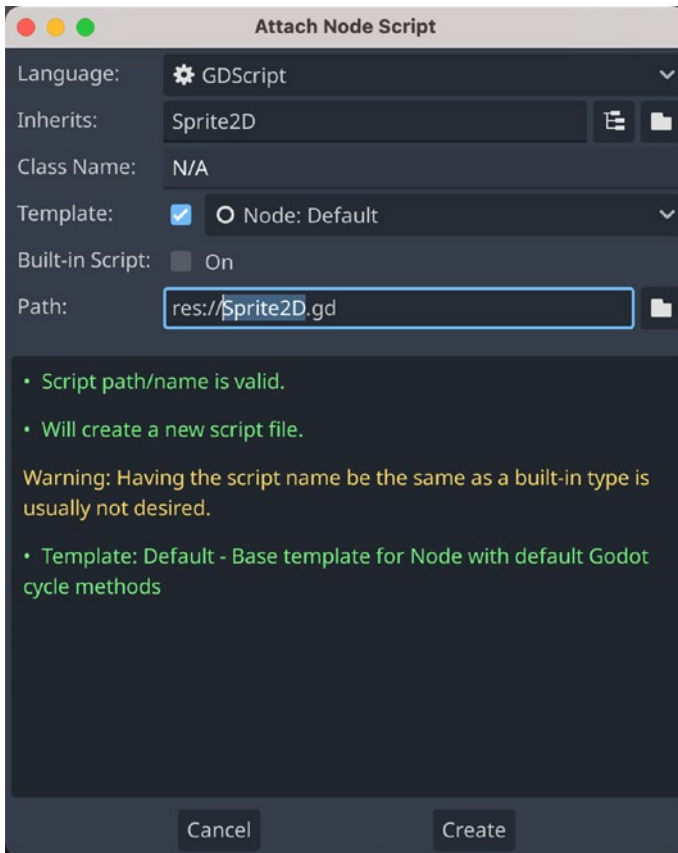 Attach Node Script
Language: GDScript
Inherits: Sprite2D
Class Name: N/A
Template: Node: Default
Built-in Script: On
Path: res://Sprite2D.gd
• Script path/name is valid.
• Will create a new script file.
Warning: Having the script name be the same as a built-in type is
usually not desired.
• Template: Default - Base template for Node with default Godot
cycle methods
Cancel Create